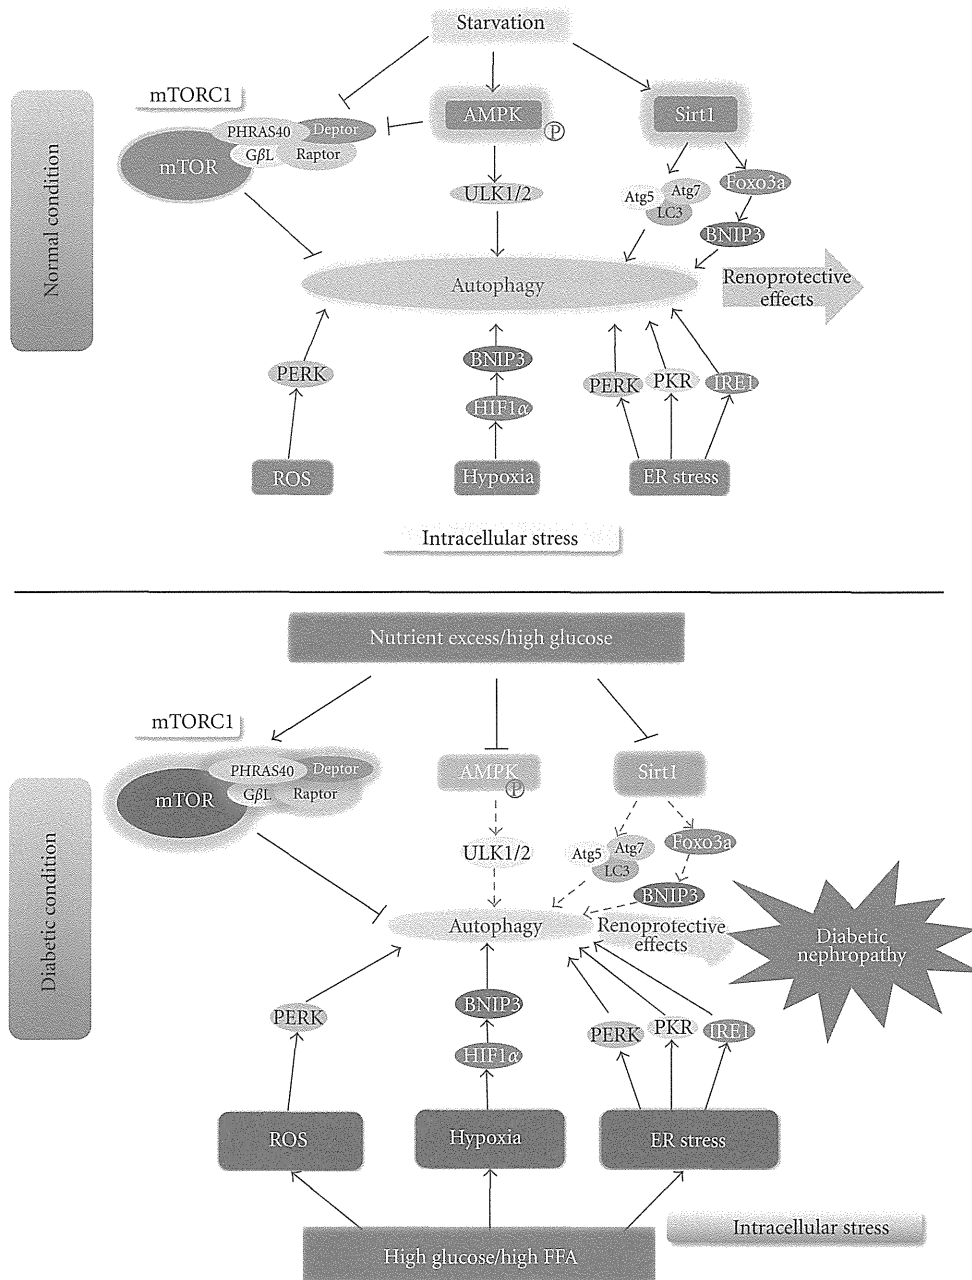 Starvation
mTORC1
PHRAS40
Deptor
GβL
Raptor
mTOR
AMPK
P
Sirt1
ULK1/2
Atg5
Atg7
LC3
Foxo3a
BNIP3
Normal condition
Autophagy
Renoprotective
effects
PERK
BNIP3
HIF1α
PERK
PKR
IRE1
ROS
Hypoxia
ER stress
Intracellular stress
Nutrient excess/high glucose
mTORC1
PHRAS40
Deptor
GβL
Raptor
mTOR
AMPK
P
Sirt1
ULK1/2
Atg5
Atg7
LC3
Foxo3a
BNIP3
Diabetic condition
Autophagy
Renoprotective
effects
Diabetic
nephropathy
PERK
BNIP3
HIF1α
PERK
PKR
IRE1
ROS
Hypoxia
ER stress
Intracellular stress
High glucose/high FFA